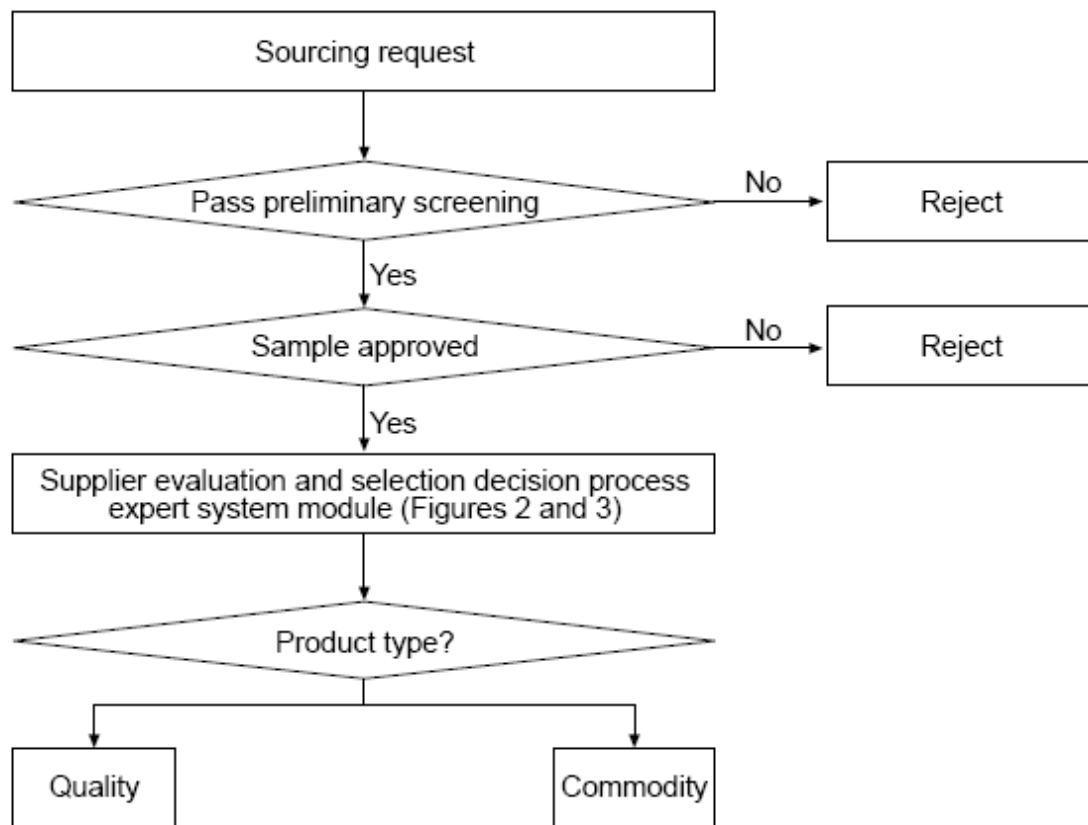 Sourcing request
Pass preliminary screening
No
Reject
Yes
Sample approved
No
Reject
Yes
Supplier evaluation and selection decision process
expert system module (Figures 2 and 3)
Product type?
Quality
Commodity